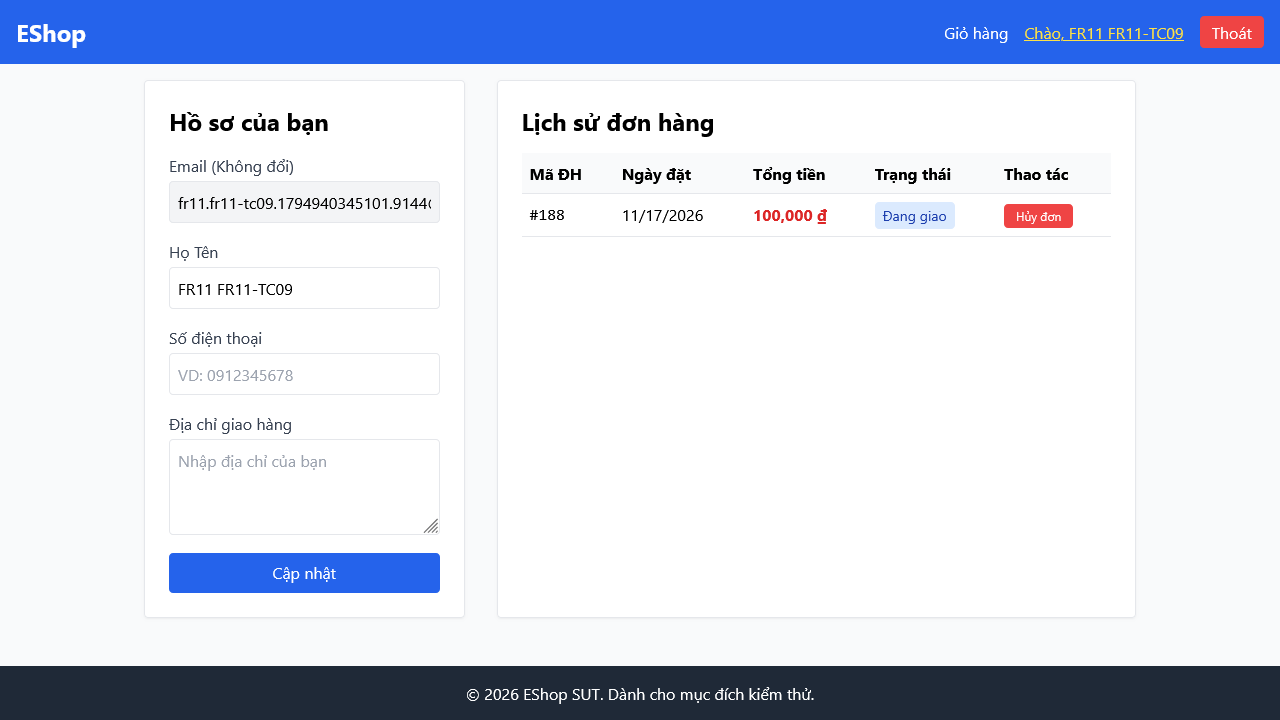 EShop
Giỏ hàng
Chào, FR11 FR11-TC09
Thoát
Hồ sơ của bạn
Email (Không đổi)
fr11.fr11-tc09.1794940345101.9144
Họ Tên
FR11 FR11-TC09
Số điện thoại
VD: 0912345678
Địa chỉ giao hàng
Nhập địa chỉ của bạn
Cập nhật
Lịch sử đơn hàng
Mã ĐH Ngày đặt Tổng tiền Trạng thái Thao tác
#188 11/17/2026 100,000 ₫ Đang giao Hủy đơn
© 2026 EShop SUT. Dành cho mục đích kiểm thử.